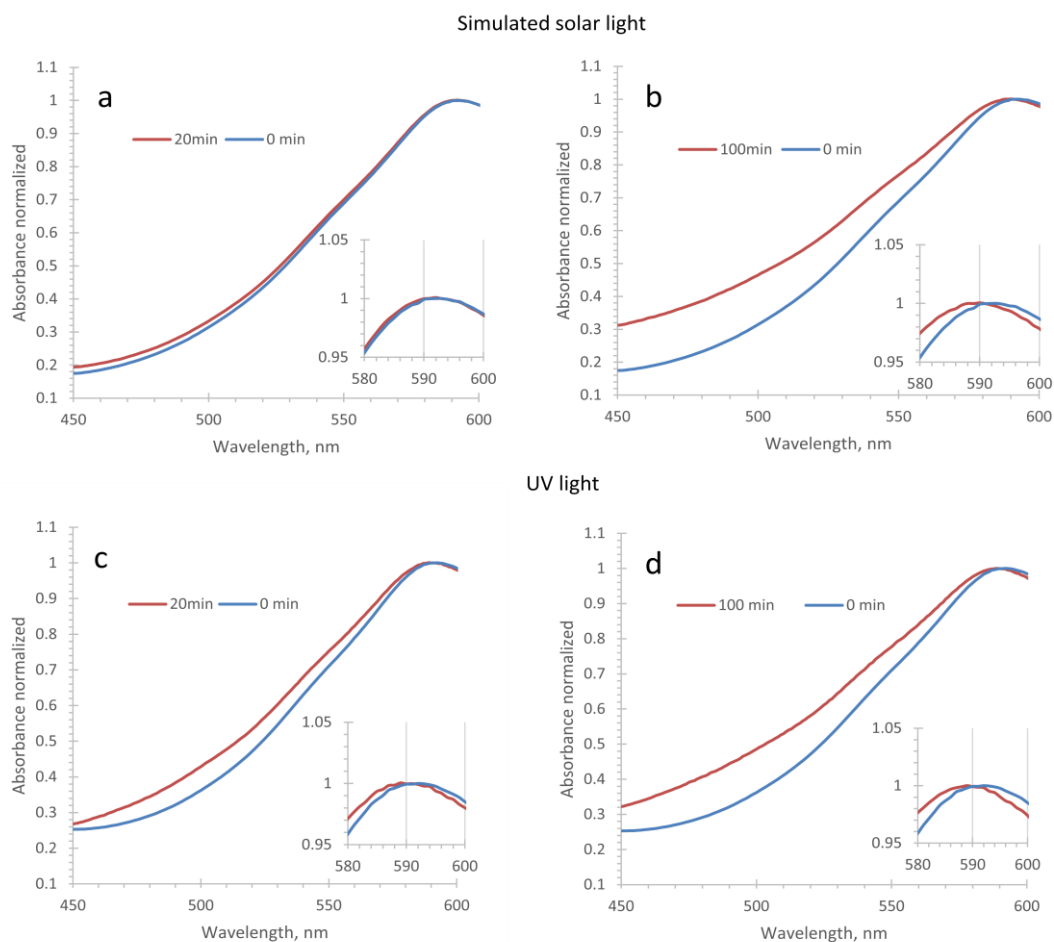 Simulated solar light
a
20min 0 min
Absorbance normalized
1.1
1
0.9
0.8
0.7
0.6
0.5
0.4
0.3
0.2
0.1
450 500 550 600
Wavelength, nm
1.05
1
0.95
580 590 600
b
100min 0 min
Absorbance normalized
1.1
1
0.9
0.8
0.7
0.6
0.5
0.4
0.3
0.2
0.1
450 500 550 600
Wavelength, nm
1.05
1
0.95
580 590 600
UV light
c
20min 0 min
Absorbance normalized
1.1
1
0.9
0.8
0.7
0.6
0.5
0.4
0.3
0.2
0.1
450 500 550 600
Wavelength, nm
1.05
1
0.95
580 590 600
d
100 min 0 min
Absorbance normalized
1.1
1
0.9
0.8
0.7
0.6
0.5
0.4
0.3
0.2
0.1
450 500 550 600
Wavelength, nm
1.05
1
0.95
580 590 600